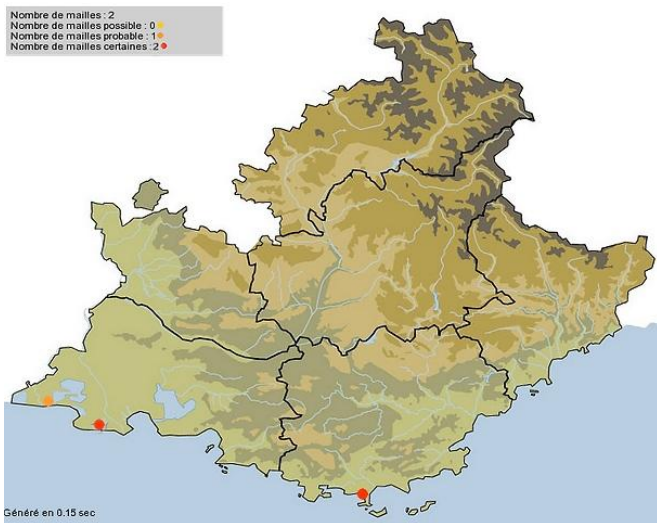 Nombre de mailles : 2
Nombre de mailles possible : 0
Nombre de mailles probable : 1
Nombre de mailles certaines : 2
Généré en 0.15 sec